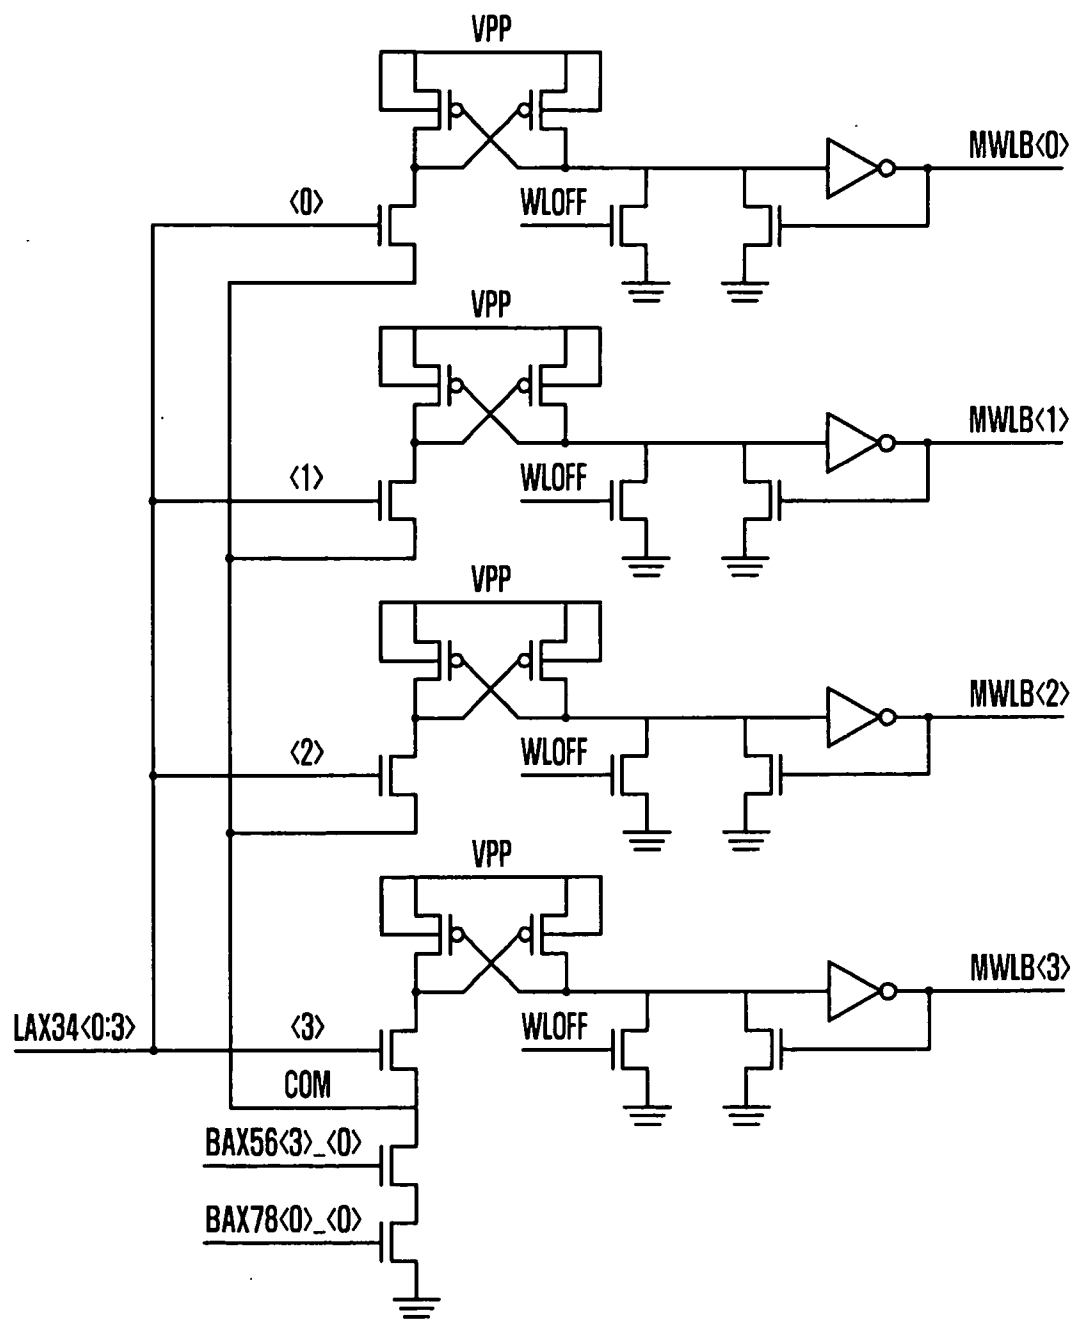 VPP
MWLB<0>
<0>
WLOFF
VPP
MWLB<1>
<1>
WLOFF
VPP
MWLB<2>
<2>
WLOFF
VPP
MWLB<3>
LAX34<0:3>
<3>
WLOFF
COM
BAX56<3>_<0>
BAX78<0>_<0>